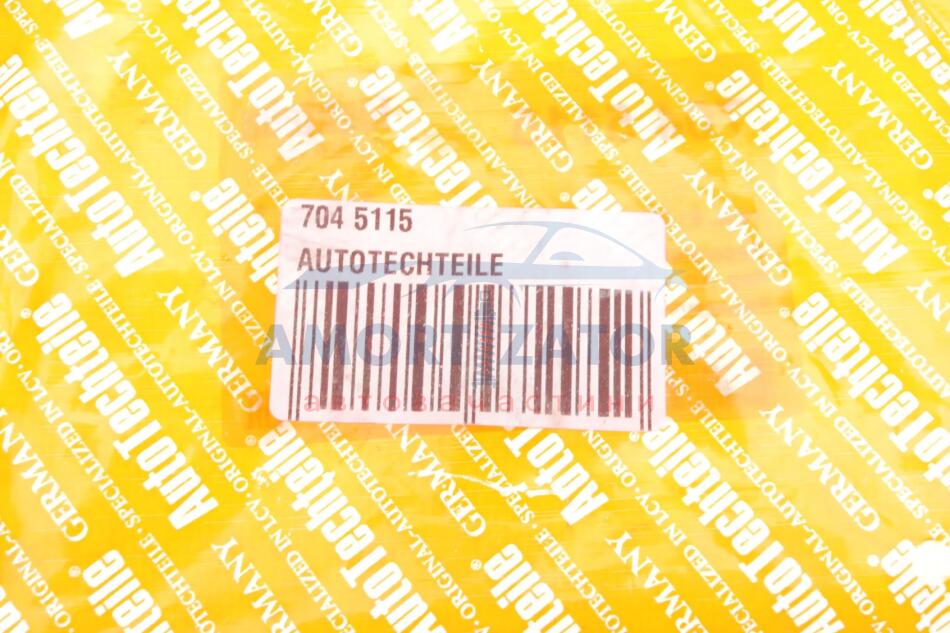 704 5115
AUTOTECHTEILE
AMORTIZATOR
автозапчастини
AutoTechteile®
GERMANY
SPECIALIZED IN LCV · ORIGINAL-AUTOTECHTEILE ·